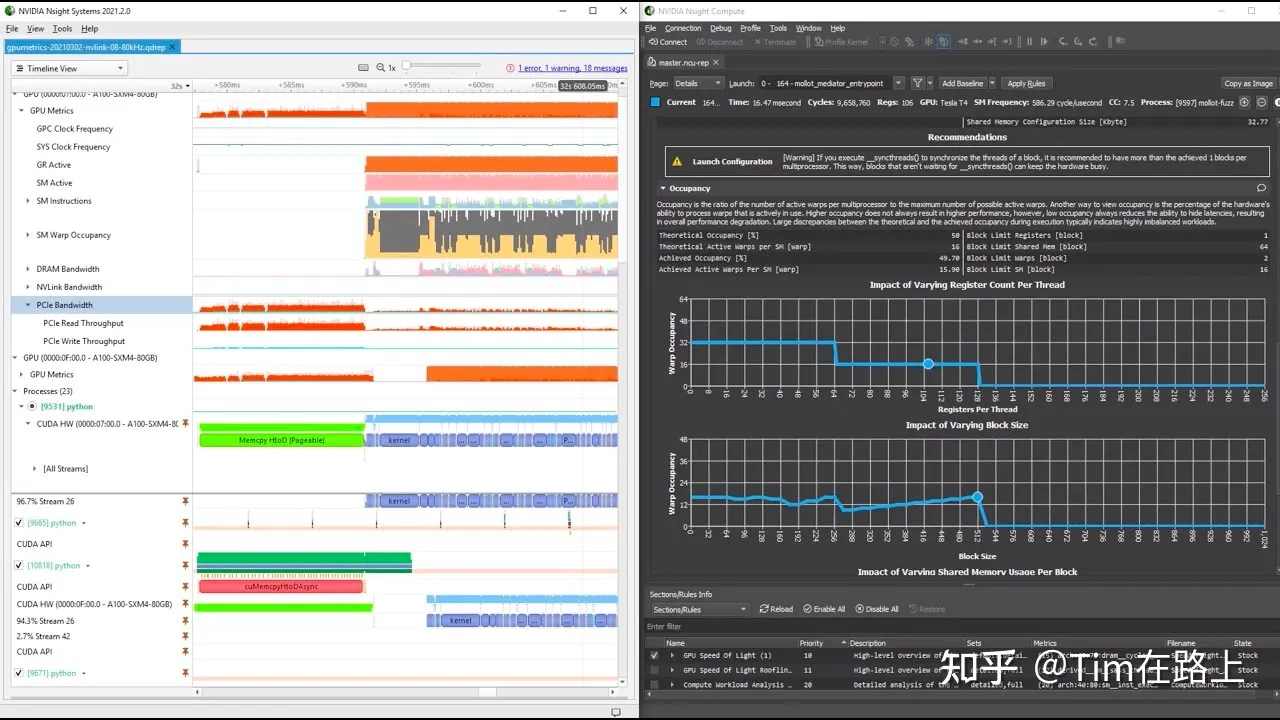 NVIDIA Nsight Systems 2021.2.0
File View Tools Help
gpumetrics-20210302-nvlink-08-80kHz.qdrep
Timeline View
1x
1 error, 1 warning, 18 messages
32s
+580ms
+585ms
+590ms
+595ms
+600ms
+605ms
32s 608.05ms
GPU (0000:07:00.0 - A100-SXM4-80GB)
GPU Metrics
GPC Clock Frequency
SYS Clock Frequency
GR Active
SM Active
SM Instructions
SM Warp Occupancy
DRAM Bandwidth
NVLink Bandwidth
PCIe Bandwidth
PCIe Read Throughput
PCIe Write Throughput
GPU (0000:0F:00.0 - A100-SXM4-80GB)
GPU Metrics
Processes (23)
[9531] python
CUDA HW (0000:07:00.0 - A100-SXM4-80
Memcpy HtoD (Pageable)
kernel
... ... ... ... P...
[All Streams]
96.7% Stream 26
kernel
... ... ... ... P...
[9665] python
CUDA API
[10818] python
CUDA API
cuMemcpyHtoDAsync
CUDA HW (0000:0F:00.0 - A100-SXM4-80GB)
94.3% Stream 26
kernel
... ... ... ...
2.7% Stream 42
CUDA API
[9671] python
NVIDIA Nsight Compute
File Connection Debug Profile Tools Window Help
Connect Disconnect Terminate Profile Kernel
master.ncu-rep
Page: Details Launch: 0 - 164 - mollot_mediator_entrypoint Add Baseline Apply Rules Copy as Image
Current 164... Time: 16.47 msecond Cycles: 9,658,760 Regs: 106 GPU: Tesla T4 SM Frequency: 586.29 cycle/usecond CC: 7.5 Process: [9597] mollot-fuzz
Shared Memory Configuration Size [Kbyte] 32.77
Recommendations
Launch Configuration
[Warning] If you execute __syncthreads() to synchronize the threads of a block, it is recommended to have more than the achieved 1 blocks per
multiprocessor. This way, blocks that aren't waiting for __syncthreads() can keep the hardware busy.
Occupancy
Occupancy is the ratio of the number of active warps per multiprocessor to the maximum number of possible active warps. Another way to view occupancy is the percentage of the hardware's
ability to process warps that is actively in use. Higher occupancy does not always result in higher performance, however, low occupancy always reduces the ability to hide latencies, resulting
in overall performance degradation. Large discrepancies between the theoretical and the achieved occupancy during execution typically indicates highly imbalanced workloads.
Theoretical Occupancy [%] 50 Block Limit Registers [block] 1
Theoretical Active Warps per SM [warp] 16 Block Limit Shared Mem [block] 64
Achieved Occupancy [%] 49.70 Block Limit Warps [block] 2
Achieved Active Warps Per SM [warp] 15.90 Block Limit SM [block] 16
Impact of Varying Register Count Per Thread
Warp Occupancy
64
48
32
16
0
0 8 16 24 32 40 48 56 64 72 80 88 96 104 112 120 128 136 144 152 160 168 176 184 192 200 208 216 224 232 240 248 256
Registers Per Thread
Impact of Varying Block Size
Warp Occupancy
48
36
24
12
0
0 32 64 96 128 160 192 224 256 288 320 352 384 416 448 480 512 544 576 608 640 672 704 736 768 800 832 864 896 928 960 992 1,024
Block Size
Impact of Varying Shared Memory Usage Per Block
Sections/Rules Info
Sections/Rules Reload Enable All Disable All Restore
Enter filter
Name Priority Description Sets Metrics Filename State
GPU Speed Of Light (1) 10 High-level overview of Stock
GPU Speed Of Light Rooflin... 11 High-level overview of Stock
Compute Workload Analysis 20 Detailed analysis of the detailed,full (20) arch:40:80:sm__inst_exec Stock
知乎 @Tim在路上